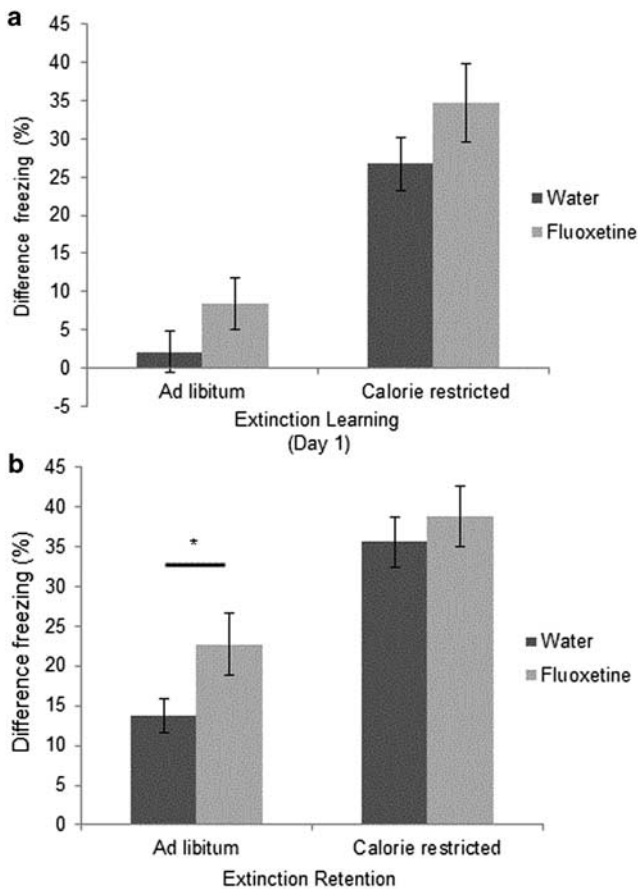 a
Difference freezing (%)
45
40
35
30
25
20
15
10
5
0
-5
Water
Fluoxetine
Ad libitum
Calorie restricted
Extinction Learning
(Day 1)
b
Difference freezing (%)
45
40
35
30
25
20
15
10
5
0
*
Water
Fluoxetine
Ad libitum
Calorie restricted
Extinction Retention